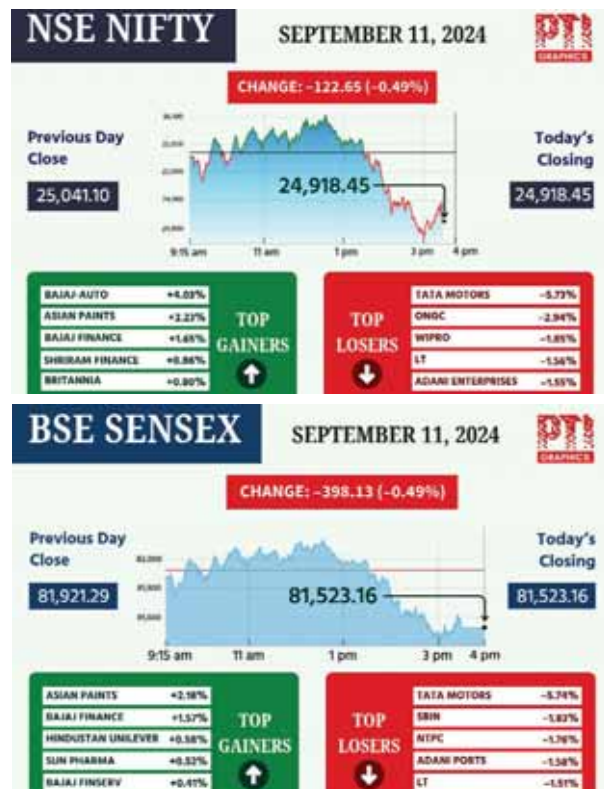 NSE NIFTY
SEPTEMBER 11, 2024
PTI
GRAPHICS
CHANGE: –122.65 (–0.49%)
Previous Day
Close
25,041.10
24,918.45
Today's
Closing
24,918.45
9:15 am 11 am 1 pm 3 pm 4 pm
BAJAJ-AUTO +4.03%
ASIAN PAINTS +2.23%
BAJAJ FINANCE +1.65%
SHRIRAM FINANCE +0.86%
BRITANNIA +0.80%
TOP
GAINERS
TOP
LOSERS
TATA MOTORS –5.73%
ONGC –2.94%
WIPRO –1.85%
LT –1.56%
ADANI ENTERPRISES –1.55%
BSE SENSEX
SEPTEMBER 11, 2024
PTI
GRAPHICS
CHANGE: –398.13 (–0.49%)
Previous Day
Close
81,921.29
81,523.16
Today's
Closing
81,523.16
9:15 am 11 am 1 pm 3 pm 4 pm
ASIAN PAINTS +2.18%
BAJAJ FINANCE +1.57%
HINDUSTAN UNILEVER +0.58%
SUN PHARMA +0.52%
BAJAJ FINSERV +0.41%
TOP
GAINERS
TOP
LOSERS
TATA MOTORS –5.74%
SBIN –1.83%
NTPC –1.76%
ADANI PORTS –1.58%
LT –1.51%